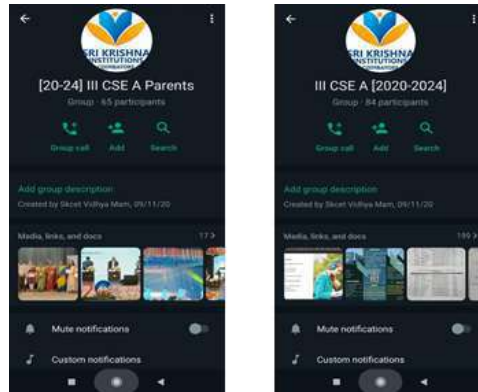 SRI KRISHNA
INSTITUTIONS
COIMBATORE
[20-24] III CSE A Parents
Group · 65 participants
Group call
Add
Search
Add group description
Created by Skcet Vidhya Mam, 09/11/20
Media, links, and docs
17 >
Mute notifications
Custom notifications
SRI KRISHNA
INSTITUTIONS
COIMBATORE
III CSE A [2020-2024]
Group · 84 participants
Group call
Add
Search
Add group description
Created by Skcet Vidhya Mam, 09/11/20
Media, links, and docs
199 >
Mute notifications
Custom notifications